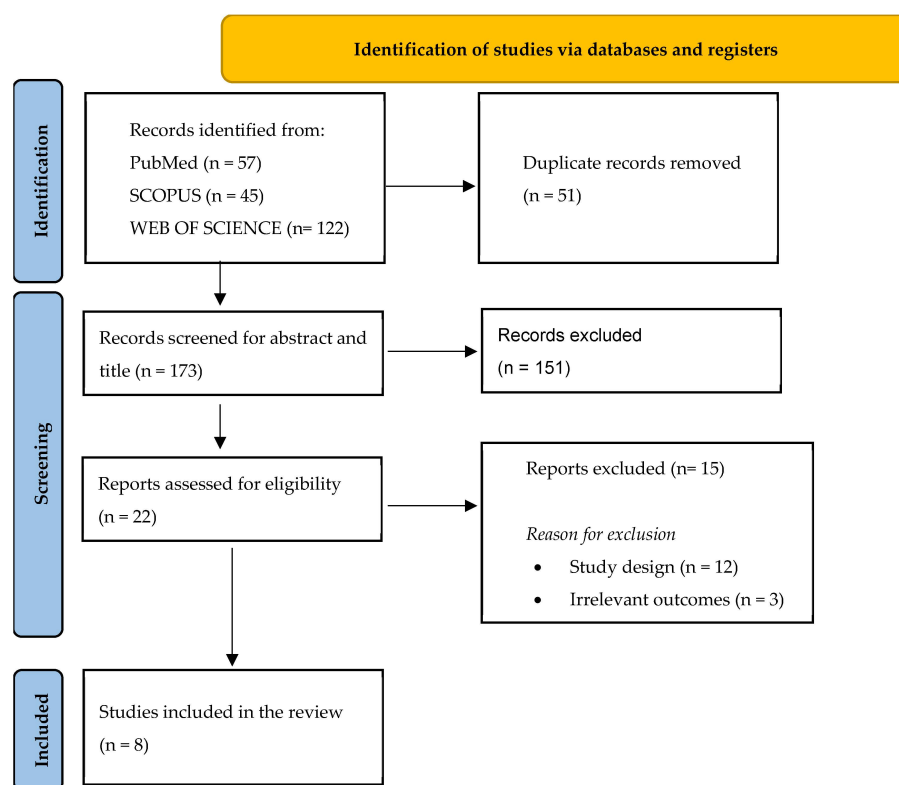 Identification of studies via databases and registers
Identification
Records identified from:
PubMed (n = 57)
SCOPUS (n = 45)
WEB OF SCIENCE (n= 122)
Duplicate records removed
(n = 51)
Screening
Records screened for abstract and
title (n = 173)
Records excluded
(n = 151)
Reports assessed for eligibility
(n = 22)
Reports excluded (n= 15)
Reason for exclusion
• Study design (n = 12)
• Irrelevant outcomes (n = 3)
Included
Studies included in the review
(n = 8)